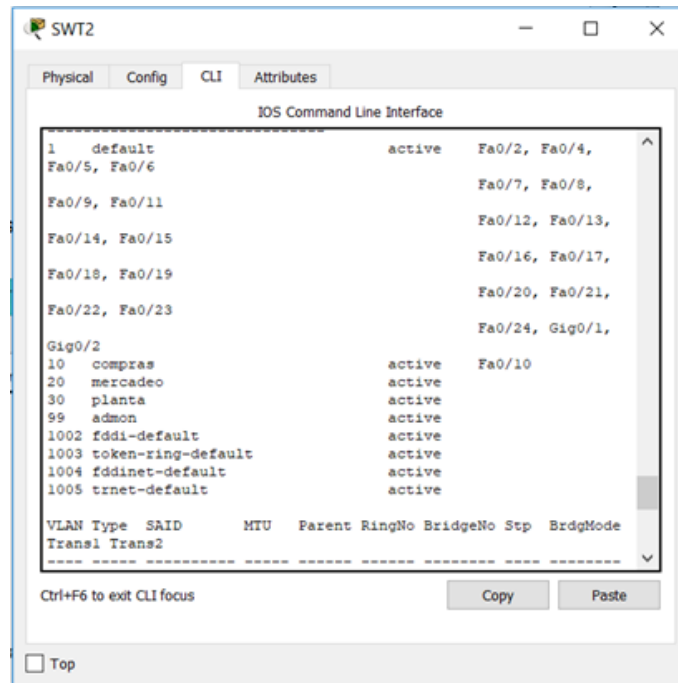 SWT2
Physical Config CLI Attributes
IOS Command Line Interface
--------------------------------
1    default                          active    Fa0/2, Fa0/4,
Fa0/5, Fa0/6
                                                Fa0/7, Fa0/8,
Fa0/9, Fa0/11
                                                Fa0/12, Fa0/13,
Fa0/14, Fa0/15
                                                Fa0/16, Fa0/17,
Fa0/18, Fa0/19
                                                Fa0/20, Fa0/21,
Fa0/22, Fa0/23
                                                Fa0/24, Gig0/1,
Gig0/2
10   compras                          active    Fa0/10
20   mercadeo                         active
30   planta                           active
99   admon                            active
1002 fddi-default                     active
1003 token-ring-default               active
1004 fddinet-default                  active
1005 trnet-default                    active
VLAN Type  SAID       MTU   Parent RingNo BridgeNo Stp  BrdgMode
Trans1 Trans2
---- ----- ---------- ----- ------ ------ -------- ---- --------
Ctrl+F6 to exit CLI focus
Copy Paste
Top